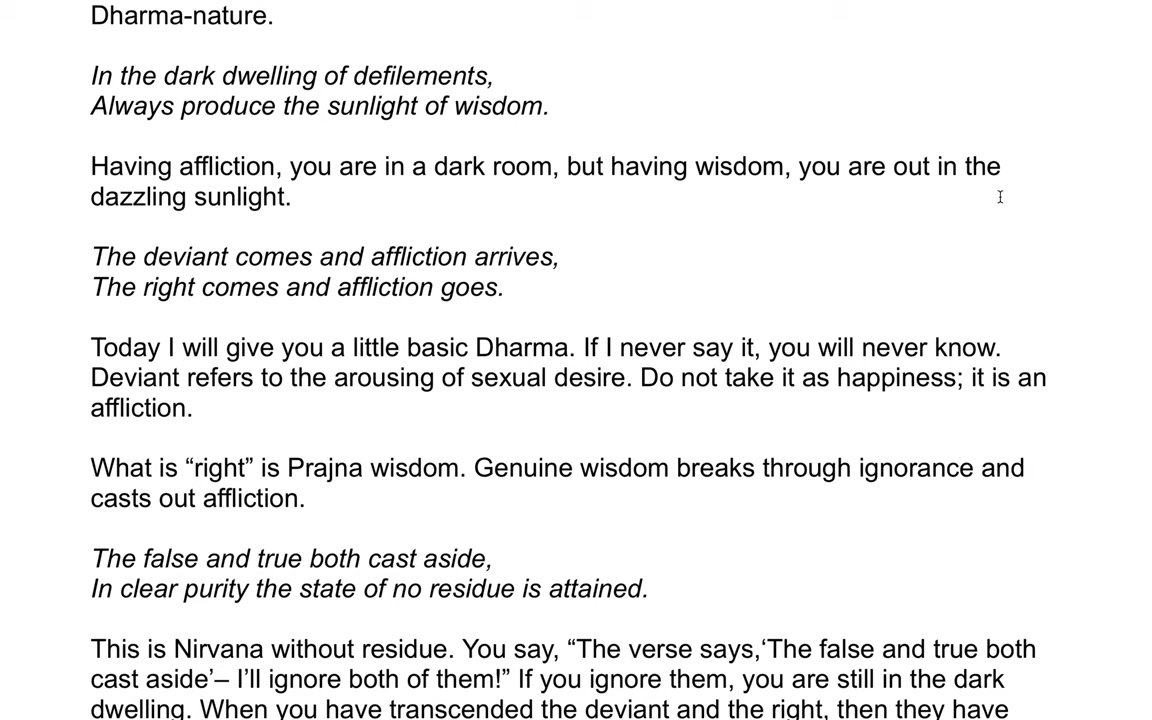 Dharma-nature.
In the dark dwelling of defilements,
Always produce the sunlight of wisdom.
Having affliction, you are in a dark room, but having wisdom, you are out in the
dazzling sunlight.
The deviant comes and affliction arrives,
The right comes and affliction goes.
Today I will give you a little basic Dharma. If I never say it, you will never know.
Deviant refers to the arousing of sexual desire. Do not take it as happiness; it is an
affliction.
What is “right” is Prajna wisdom. Genuine wisdom breaks through ignorance and
casts out affliction.
The false and true both cast aside,
In clear purity the state of no residue is attained.
This is Nirvana without residue. You say, “The verse says,‘The false and true both
cast aside’– I’ll ignore both of them!” If you ignore them, you are still in the dark
dwelling. When you have transcended the deviant and the right, then they have